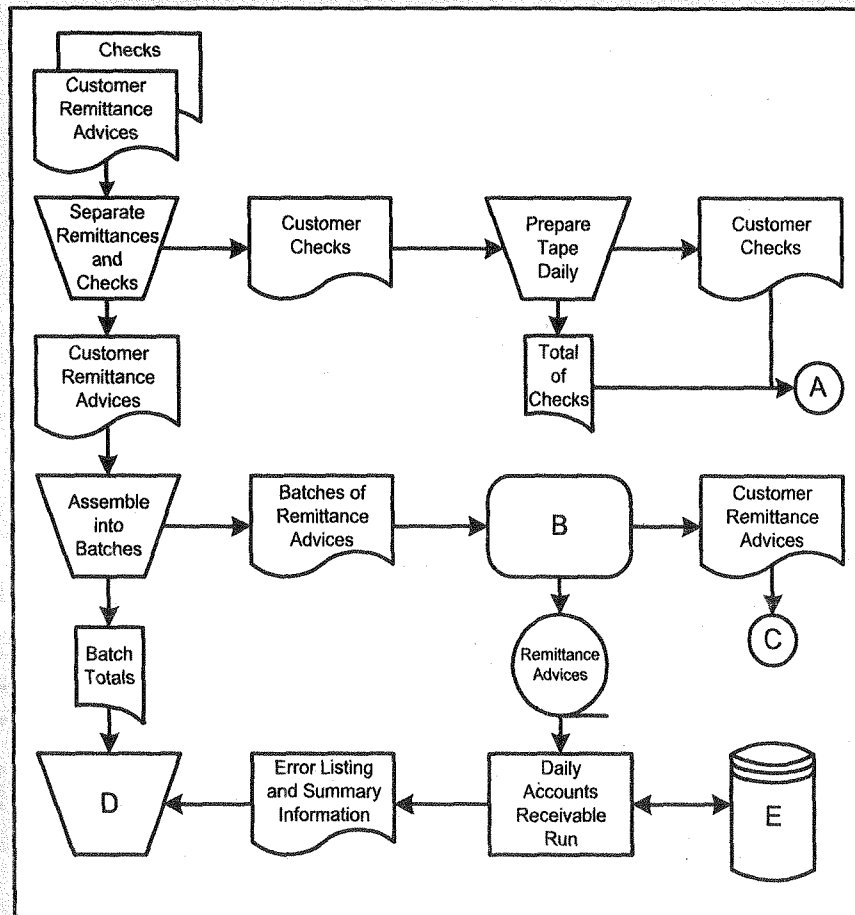 Checks
Customer
Remittance
Advices
Separate
Remittances
and
Checks
Customer
Checks
Prepare
Tape
Daily
Customer
Checks
Customer
Remittance
Advices
Total
of
Checks
A
Assemble
into
Batches
Batches of
Remittance
Advices
B
Customer
Remittance
Advices
Batch
Totals
Remittance
Advices
C
D
Error Listing
and Summary
Information
Daily
Accounts
Receivable
Run
E